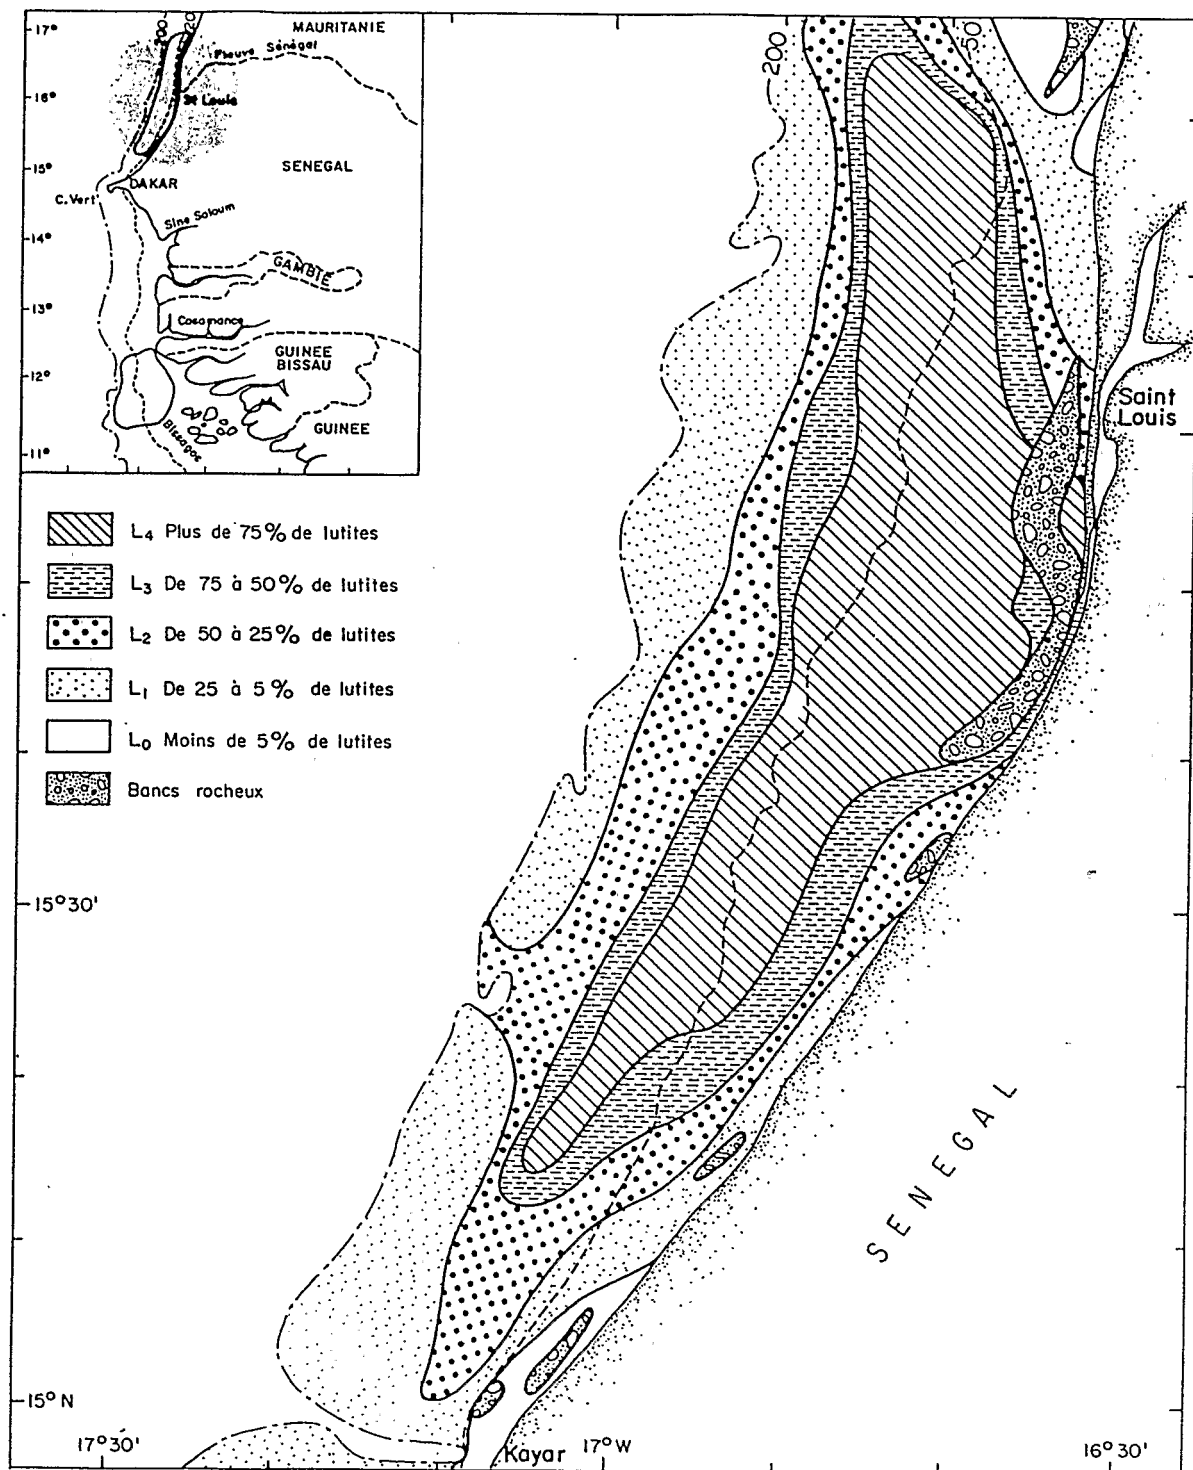 17°
16°
15°
14°
13°
12°
11°
200
20
MAURITANIE
Fleuve Sénégal
St Louis
SENEGAL
DAKAR
C. Vert
Sine Saloum
GAMBIE
Casamance
GUINEE
BISSAU
Bissagos
GUINEE
200
50
Saint
Louis
L4 Plus de 75% de lutites
L3 De 75 à 50% de lutites
L2 De 50 à 25% de lutites
L1 De 25 à 5% de lutites
L0 Moins de 5% de lutites
Bancs rocheux
15°30'
SENEGAL
15°N
17°30'
Kayar
17°W
16°30'